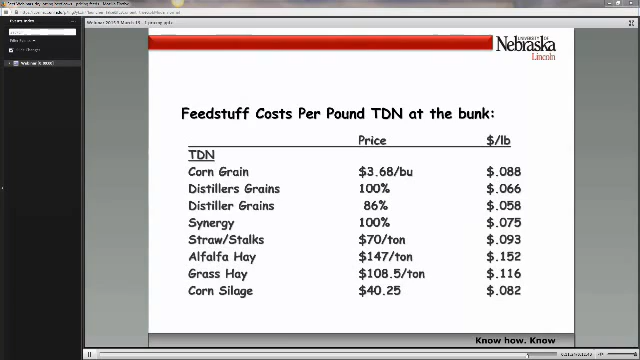 UNIVERSITY OF
Nebraska
Lincoln
Feedstuff Costs Per Pound TDN at the bunk:
Price $/lb
TDN
Corn Grain $3.68/bu $.088
Distillers Grains 100% $.066
Distiller Grains 86% $.058
Synergy 100% $.075
Straw/Stalks $70/ton $.093
Alfalfa Hay $147/ton $.152
Grass Hay $108.5/ton $.116
Corn Silage $40.25 $.082
Know how. Know